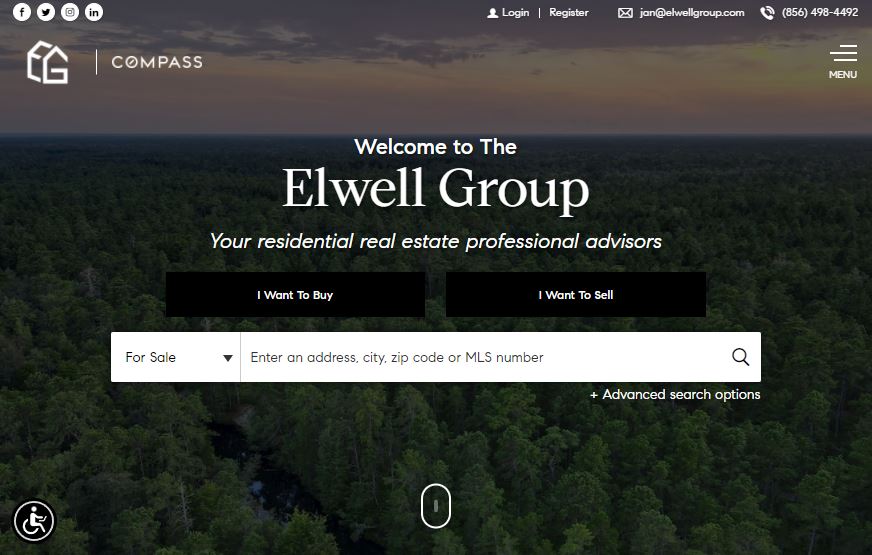 Login | Register jan@elwellgroup.com (856) 498-4492
EG | COMPASS
MENU
Welcome to The
Elwell Group
Your residential real estate professional advisors
I Want To Buy I Want To Sell
For Sale Enter an address, city, zip code or MLS number
+ Advanced search options